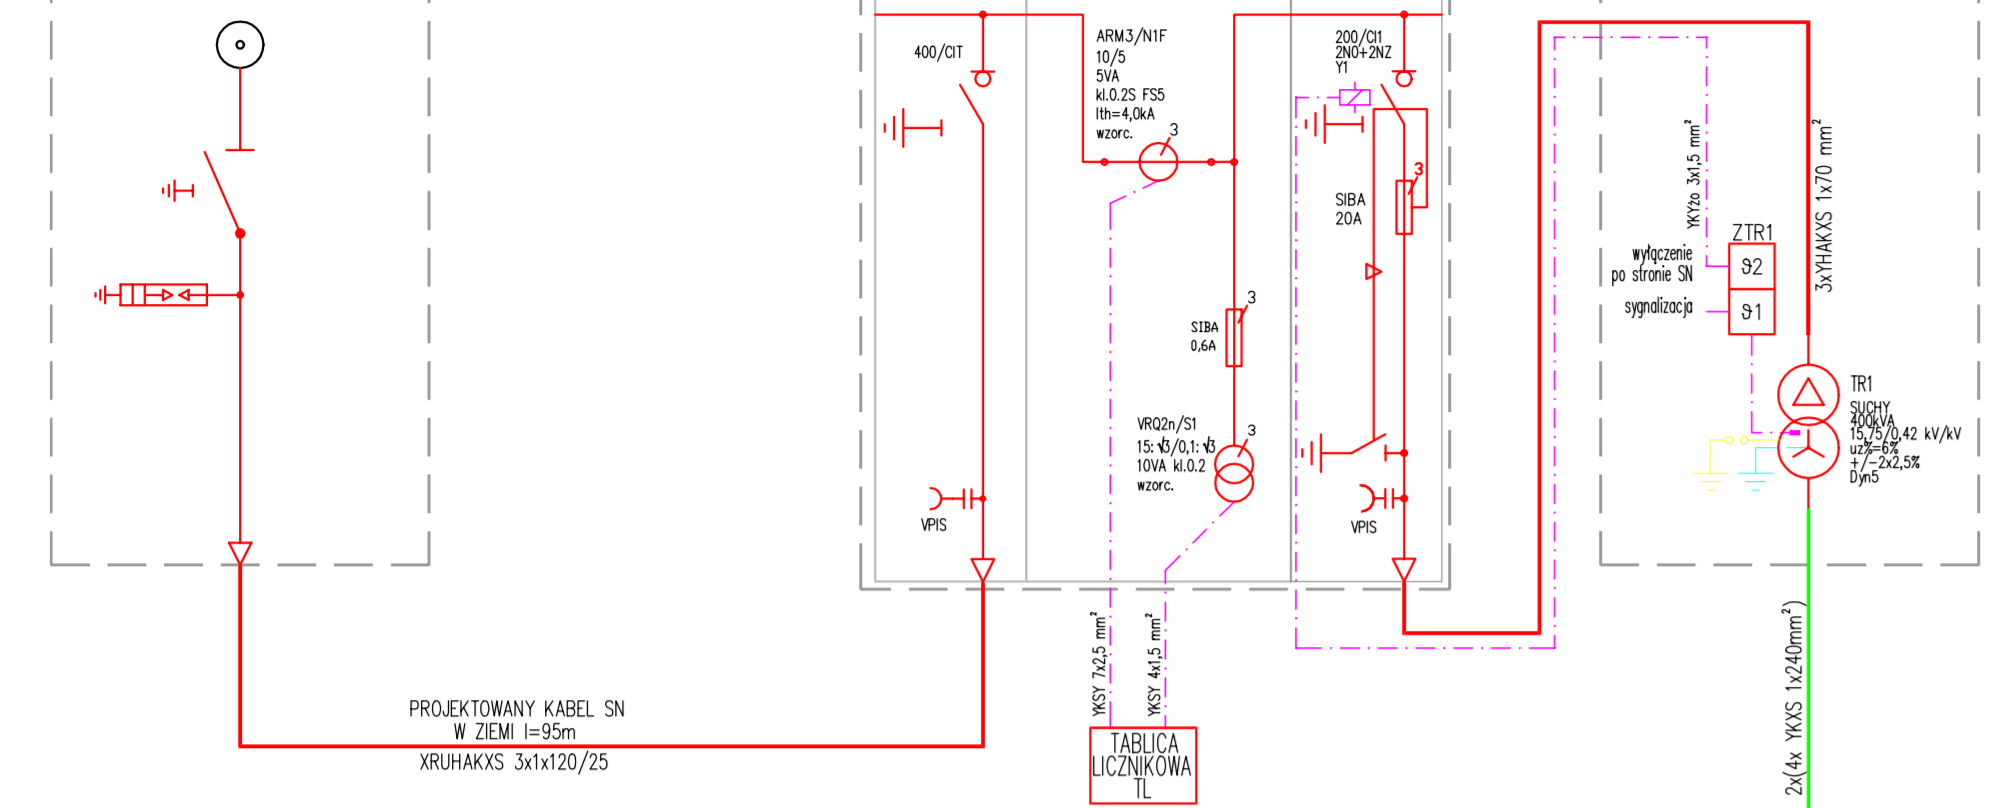 400/CIT
VPIS
ARM3/N1F
10/5
5VA
kl.0.2S FS5
Ith=4,0kA
wzorc.
3
SIBA
0,6A
3
VRQ2n/S1
15:√3/0,1:√3
10VA kl.0.2
wzorc.
3
200/CI1
2NO+2NZ
Y1
SIBA
20A
3
VPIS
YKYżo 3x1,5 mm²
3xYHAKXS 1x70 mm²
ZTR1
ϑ2
ϑ1
wyłączenie
po stronie SN
sygnalizacja
TR1
SUCHY
400kVA
15,75/0,42 kV/kV
uz%=6%
+/-2x2,5%
Dyn5
2x(4x YKXS 1x240mm²)
YKSY 7x2,5 mm²
YKSY 4x1,5 mm²
TABLICA
LICZNIKOWA
TL
PROJEKTOWANY KABEL SN
W ZIEMI l=95m
XRUHAKXS 3x1x120/25